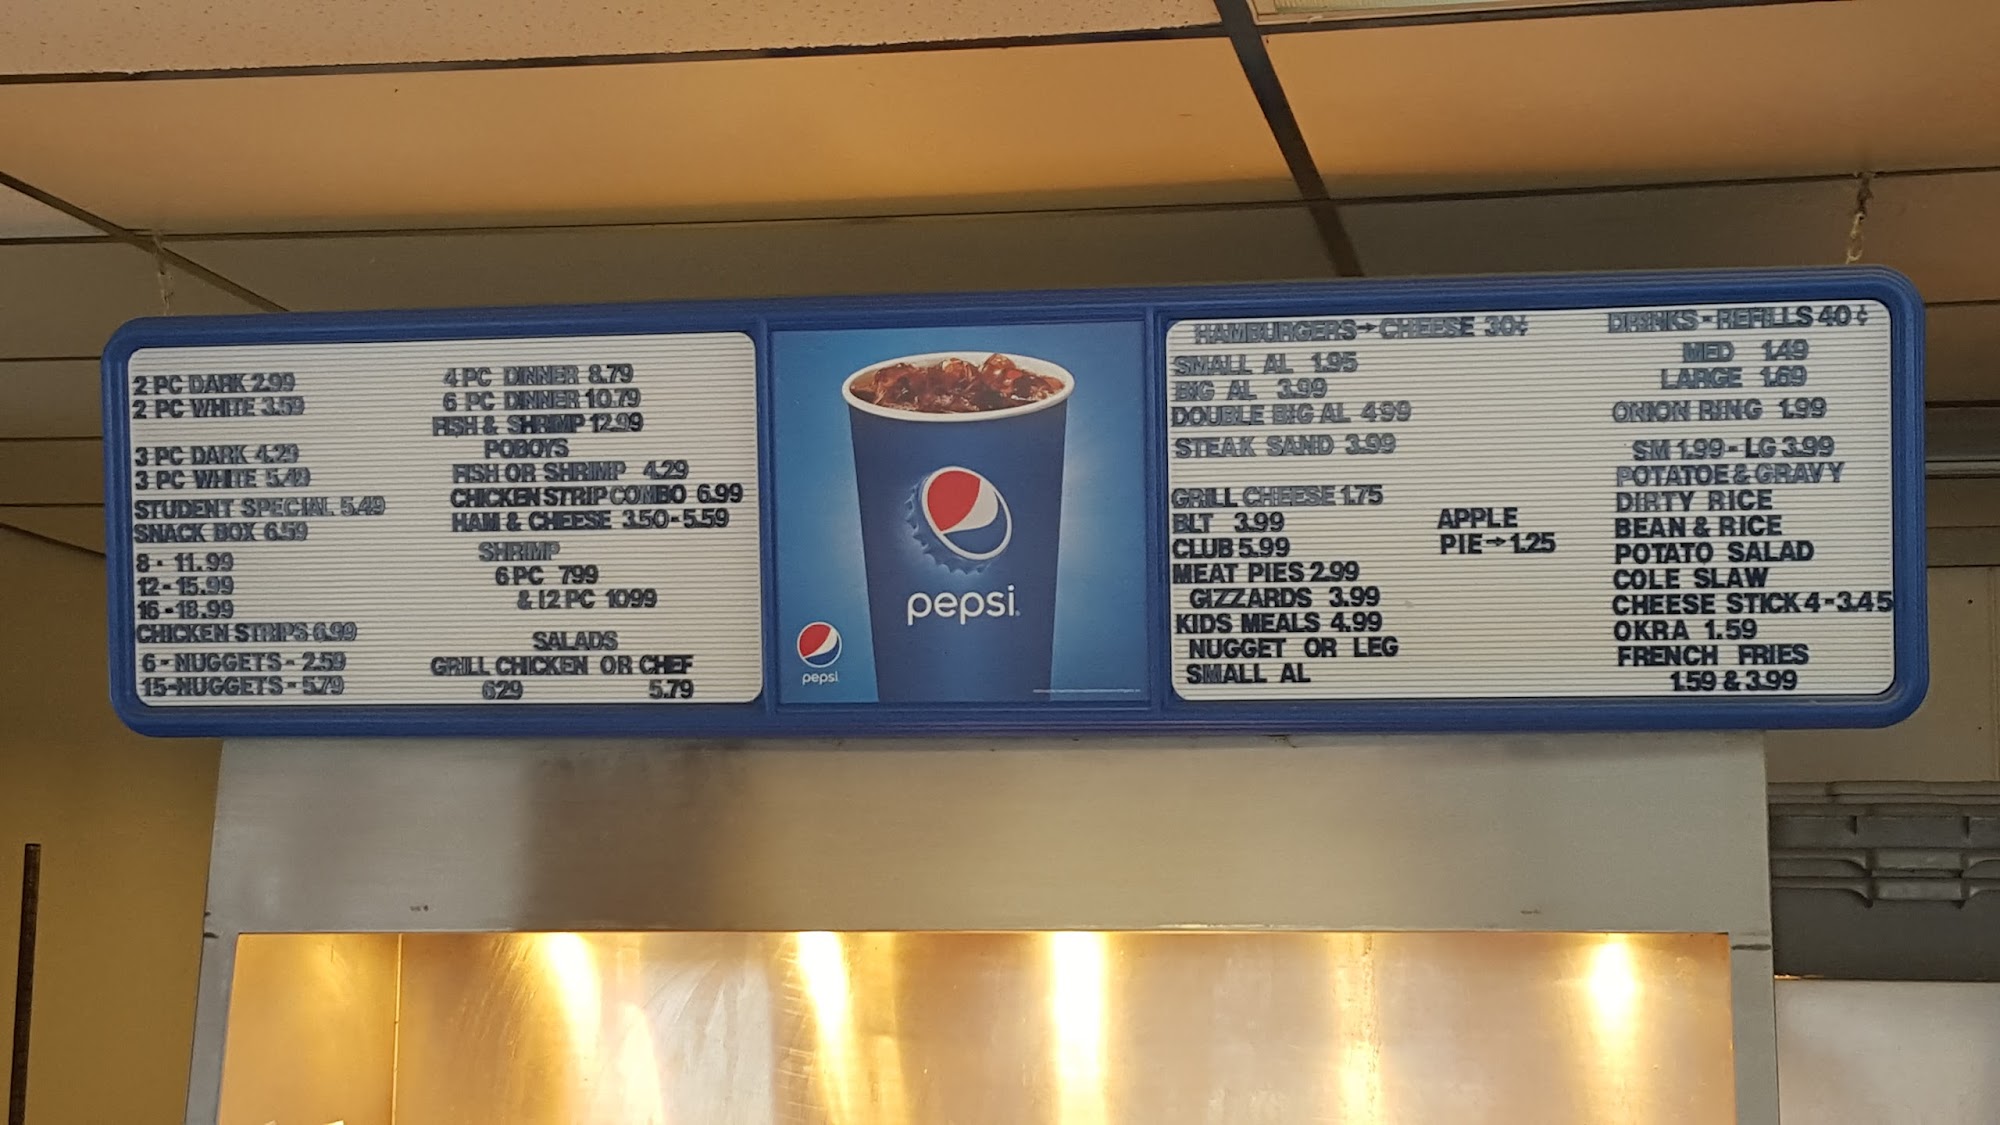 2 PC DARK 2.99
2 PC WHITE 3.59
3 PC DARK 4.29
3 PC WHITE 5.49
STUDENT SPECIAL 5.49
SNACK BOX 6.59
8 - 11.99
12 - 15.99
16 - 18.99
CHICKEN STRIPS 6.99
6 - NUGGETS - 2.59
15-NUGGETS - 5.79
4 PC DINNER 8.79
6 PC DINNER 10.79
FISH & SHRIMP 12.99
POBOYS
FISH OR SHRIMP 4.29
CHICKEN STRIP COMBO 6.99
HAM & CHEESE 3.50-5.59
SHRIMP
6 PC 799
& 12 PC 1099
SALADS
GRILL CHICKEN OR CHEF
629 5.79
pepsi
pepsi
HAMBURGERS→CHEESE 30¢
SMALL AL 1.95
BIG AL 3.99
DOUBLE BIG AL 4.99
STEAK SAND 3.99
GRILL CHEESE 1.75
BLT 3.99
CLUB 5.99
MEAT PIES 2.99
GIZZARDS 3.99
KIDS MEALS 4.99
NUGGET OR LEG
SMALL AL
APPLE
PIE→1.25
DRINKS - REFILLS 40¢
MED 1.49
LARGE 1.69
ONION RING 1.99
SM 1.99 - LG 3.99
POTATOE & GRAVY
DIRTY RICE
BEAN & RICE
POTATO SALAD
COLE SLAW
CHEESE STICK 4 - 3.45
OKRA 1.59
FRENCH FRIES
1.59 & 3.99